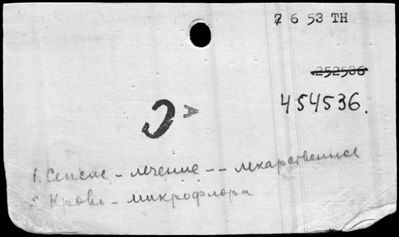 7 6 53 TH
252506
454536.
А
1. Сепсис - лечение -- лекарственное
2. Кровь - микрофлора